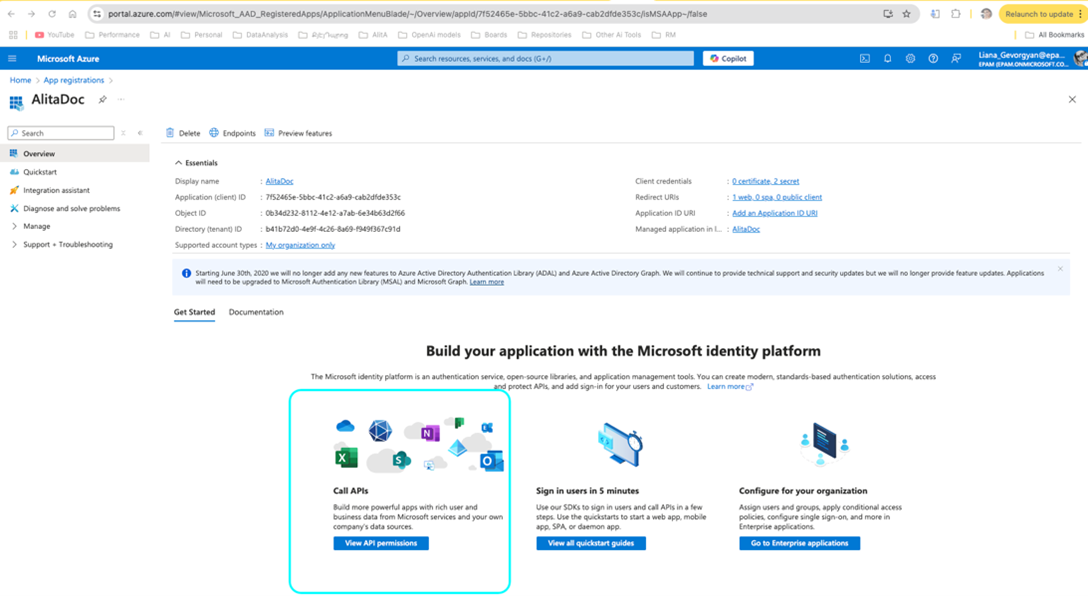 portal.azure.com/#view/Microsoft_AAD_RegisteredApps/ApplicationMenuBlade/~/Overview/appId/7f52465e-5bbc-41c2-a6a9-cab2dfde353c/isMSAApp~/false
Relaunch to update
YouTube
Performance
AI
Personal
DataAnalysis
AlitA
OpenAI models
Boards
Repositories
Other Ai Tools
RM
All Bookmarks
Microsoft Azure
Search resources, services, and docs (G+/)
Copilot
Liana_Gevorgyan@epa...
EPAM (EPAM.ONMICROSOFT.CO...
Home > App registrations >
AlitaDoc
...
Search
Delete
Endpoints
Preview features
Overview
Quickstart
Integration assistant
Diagnose and solve problems
Manage
Support + Troubleshooting
Essentials
Display name : AlitaDoc
Application (client) ID : 7f52465e-5bbc-41c2-a6a9-cab2dfde353c
Object ID : 0b34d232-8112-4e12-a7ab-6e34b63d2f66
Directory (tenant) ID : b41b72d0-4e9f-4c26-8a69-f949f367c91d
Supported account types : My organization only
Client credentials : 0 certificate, 2 secret
Redirect URIs : 1 web, 0 spa, 0 public client
Application ID URI : Add an Application ID URI
Managed application in l... : AlitaDoc
Starting June 30th, 2020 we will no longer add any new features to Azure Active Directory Authentication Library (ADAL) and Azure Active Directory Graph. We will continue to provide technical support and security updates but we will no longer provide feature updates. Applications
will need to be upgraded to Microsoft Authentication Library (MSAL) and Microsoft Graph. Learn more
Get Started
Documentation
Build your application with the Microsoft identity platform
The Microsoft identity platform is an authentication service, open-source libraries, and application management tools. You can create modern, standards-based authentication solutions, access
and protect APIs, and add sign-in for your users and customers. Learn more
Call APIs
Build more powerful apps with rich user and
business data from Microsoft services and your own
company's data sources.
View API permissions
Sign in users in 5 minutes
Use our SDKs to sign in users and call APIs in a few
steps. Use the quickstarts to start a web app, mobile
app, SPA, or daemon app.
View all quickstart guides
Configure for your organization
Assign users and groups, apply conditional access
policies, configure single sign-on, and more in
Enterprise applications.
Go to Enterprise applications